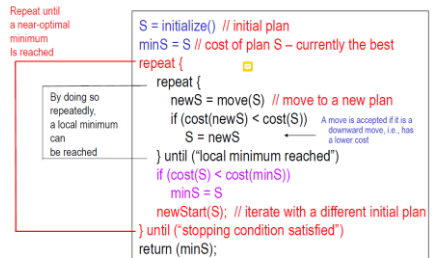 Repeat until
a near-optimal
minimum
Is reached
By doing so
repeatedly,
a local minimum
can
be reached
S = initialize() // initial plan
minS = S // cost of plan S – currently the best
repeat {
repeat {
newS = move(S) // move to a new plan
if (cost(newS) < cost(S))
S = newS
A move is accepted if it is a
downward move, i.e., has
a lower cost
} until ("local minimum reached")
if (cost(S) < cost(minS))
minS = S
newStart(S); // iterate with a different initial plan
} until ("stopping condition satisfied")
return (minS);